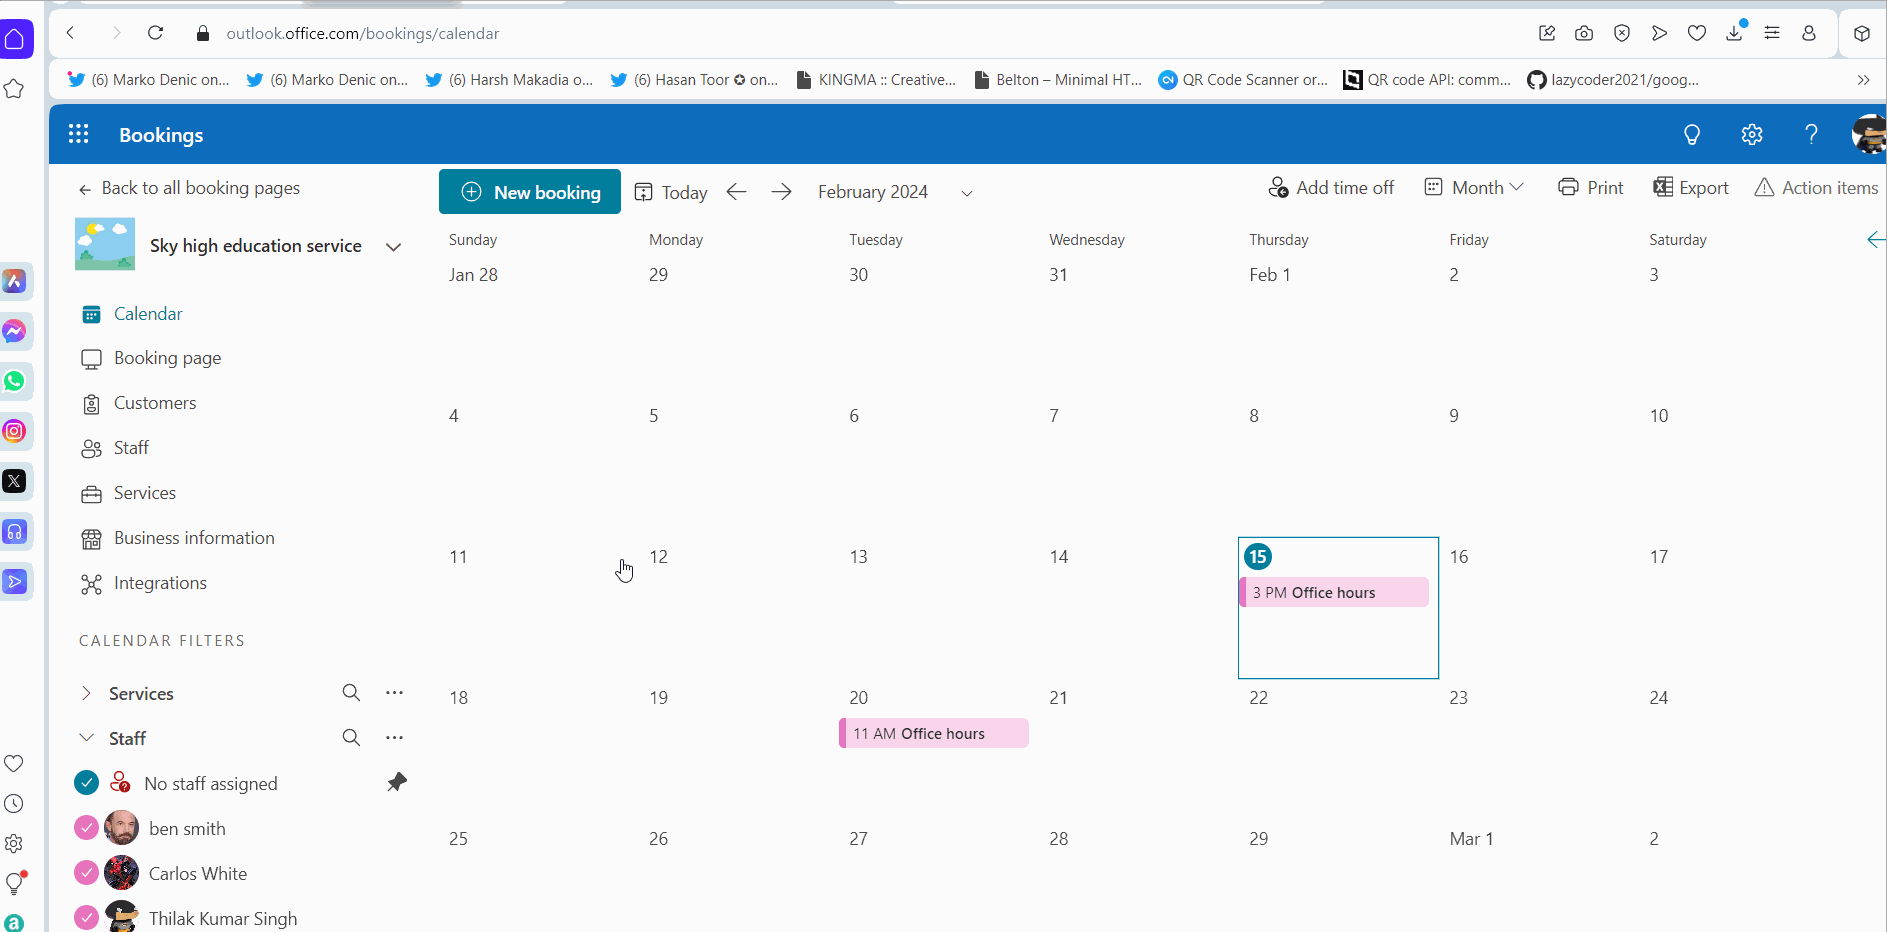 outlook.office.com/bookings/calendar
(6) Marko Denic on... (6) Marko Denic on... (6) Harsh Makadia o... (6) Hasan Toor ✪ on... KINGMA :: Creative... Belton – Minimal HT... QR Code Scanner or... QR code API: comm... lazycoder2021/goog...
Bookings
Back to all booking pages
New booking Today February 2024 Add time off Month Print Export Action items
Sky high education service
Sunday Monday Tuesday Wednesday Thursday Friday Saturday
Jan 28 29 30 31 Feb 1 2 3
Calendar
Booking page
Customers
4 5 6 7 8 9 10
Staff
Services
Business information
11 12 13 14 15 16 17
Integrations
3 PM Office hours
CALENDAR FILTERS
Services
18 19 20 21 22 23 24
11 AM Office hours
Staff
No staff assigned
ben smith
25 26 27 28 29 Mar 1 2
Carlos White
Thilak Kumar Singh